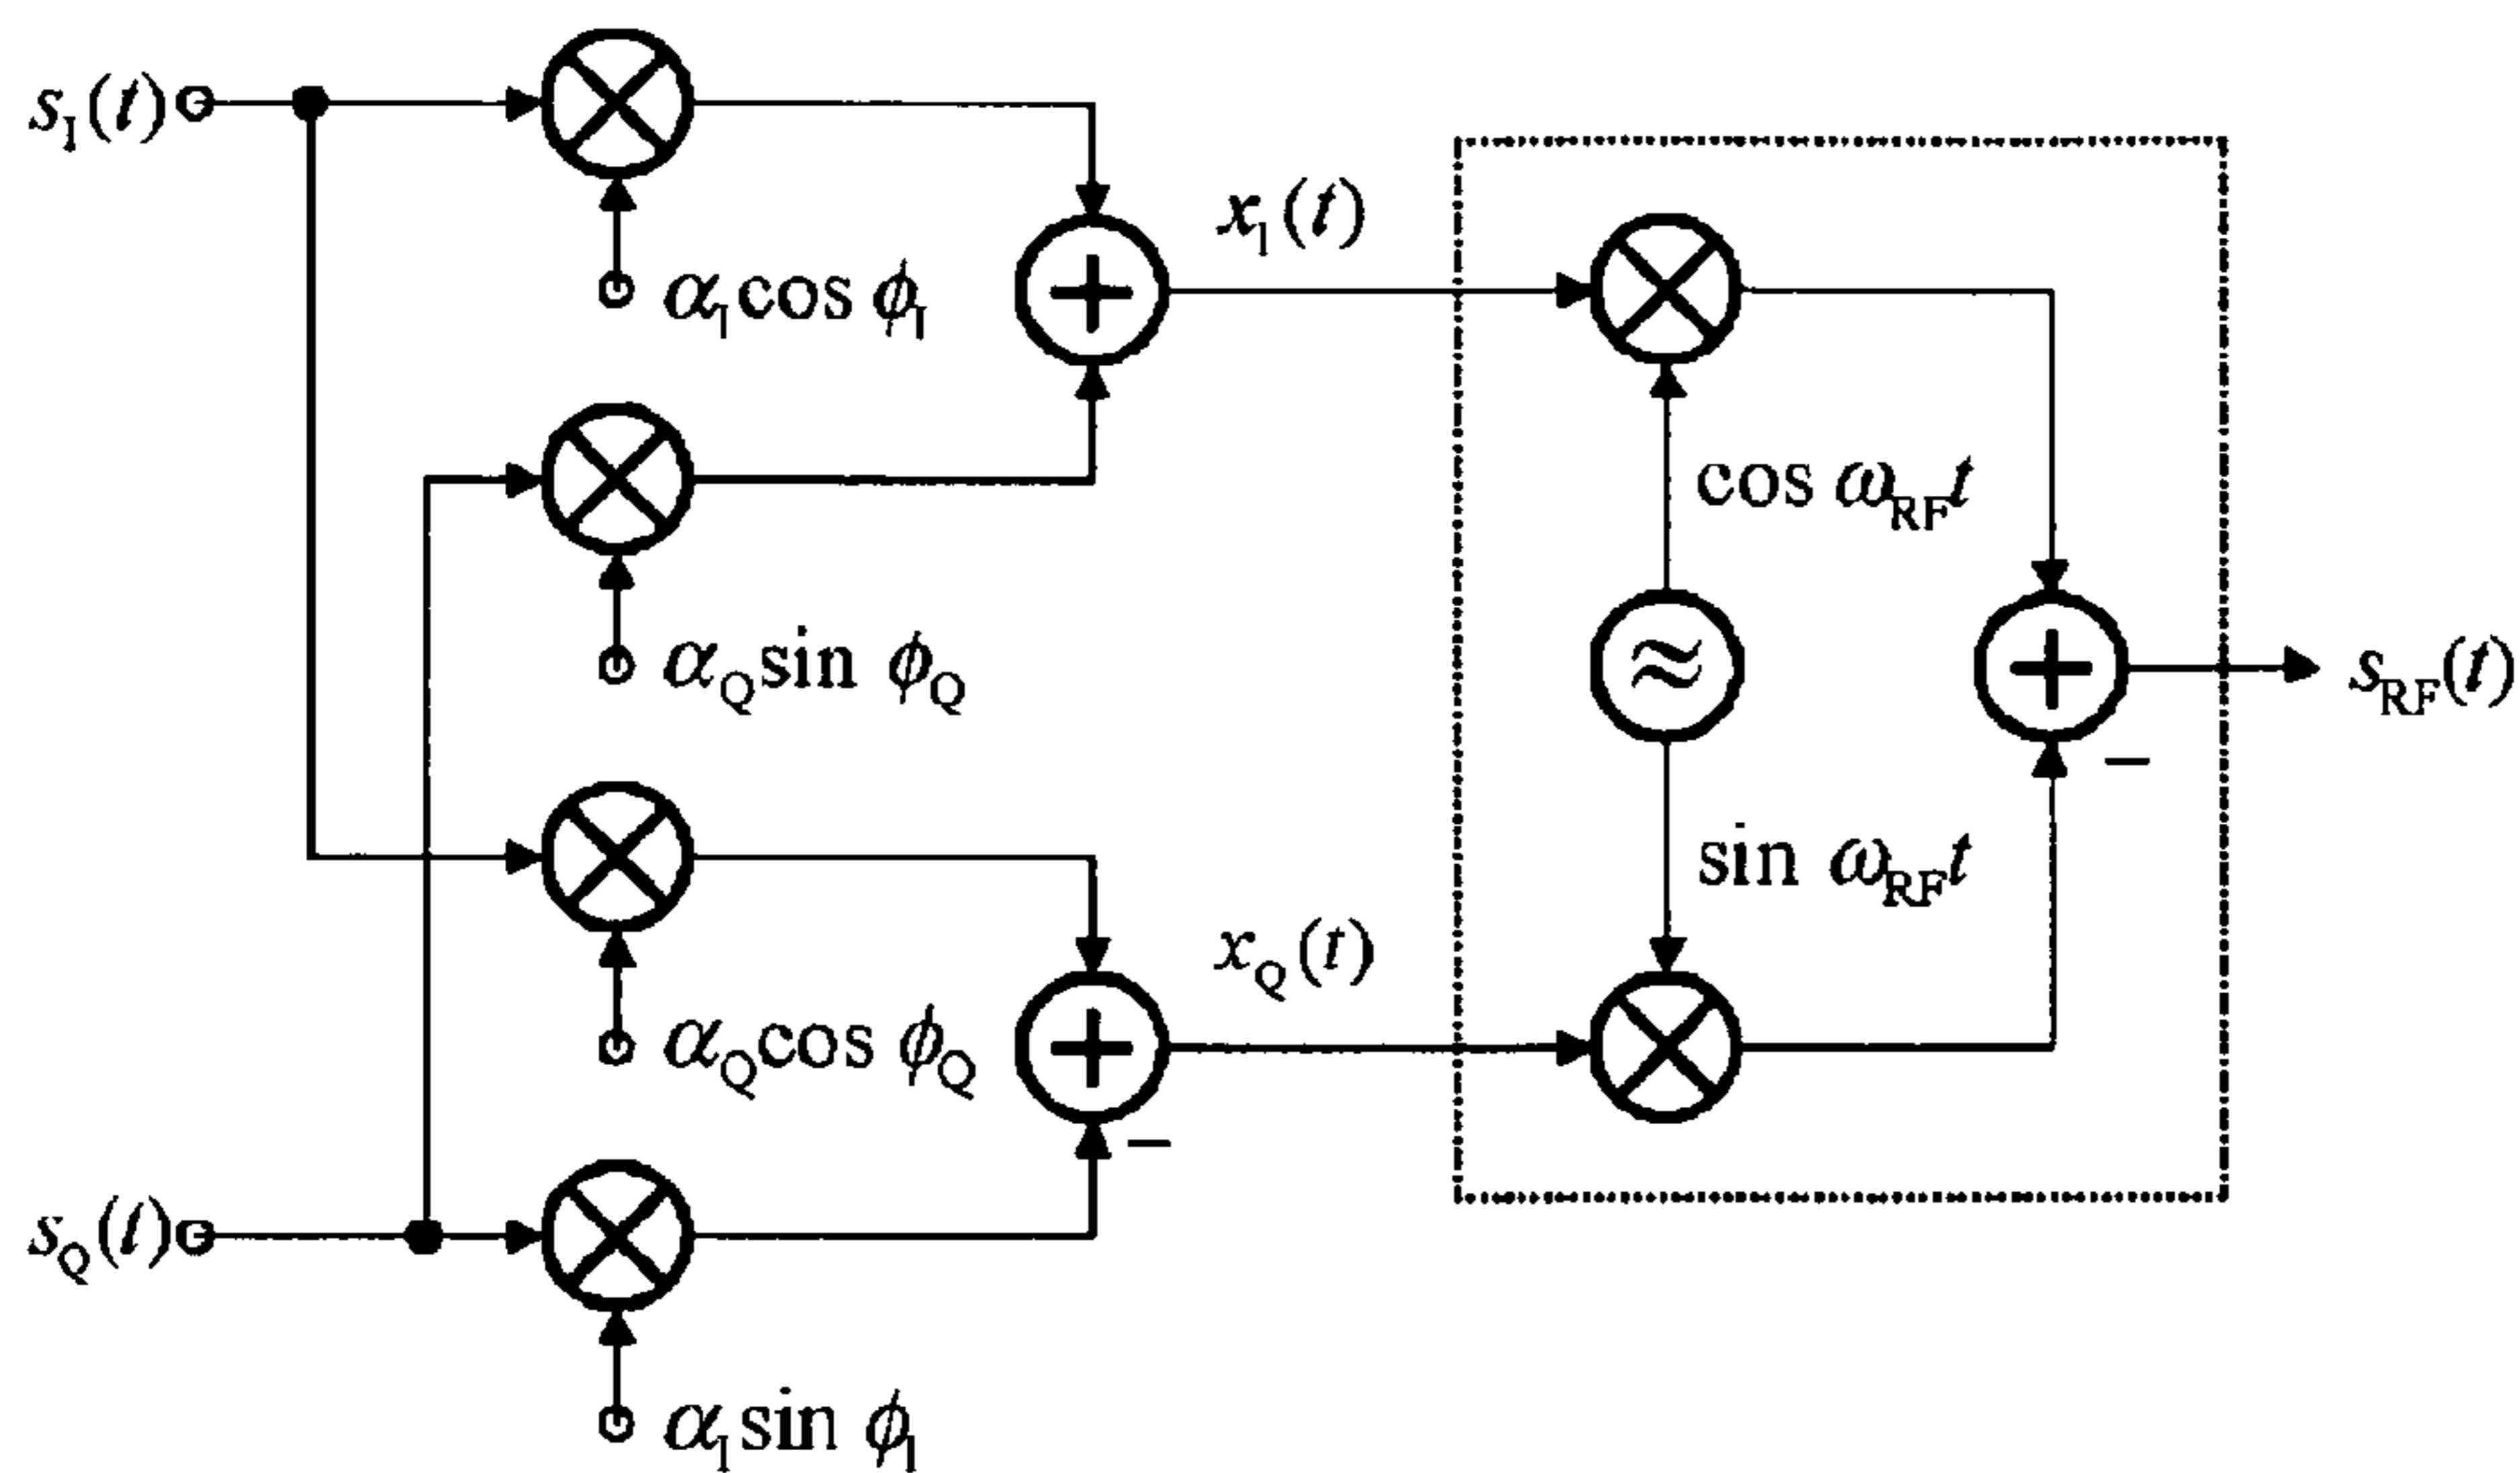 s_I(t)
α_I cos ϕ_I
x_I(t)
α_Q sin ϕ_Q
cos ω_RF t
s_RF(t)
−
α_Q cos ϕ_Q
sin ω_RF t
x_Q(t)
−
s_Q(t)
α_I sin ϕ_I